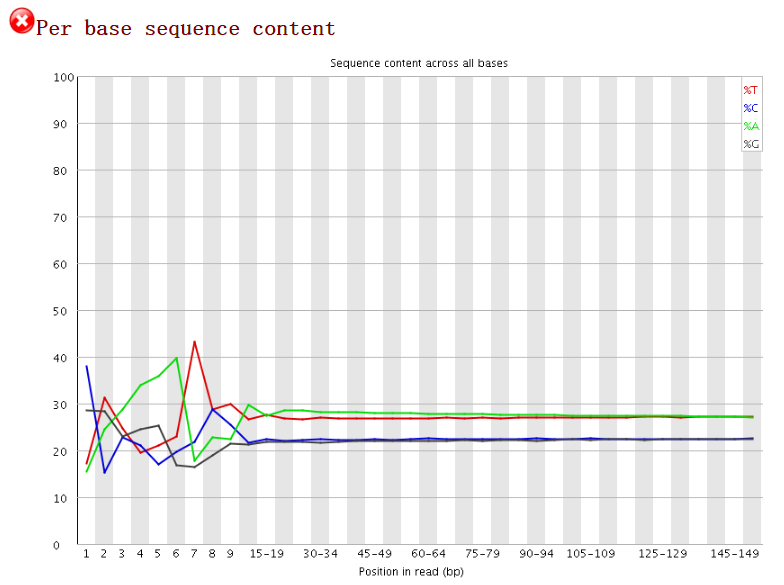 Per base sequence content
Sequence content across all bases
100
90
80
70
60
50
40
30
20
10
0
%T
%C
%A
%G
1 2 3 4 5 6 7 8 9 15-19 30-34 45-49 60-64 75-79 90-94 105-109 125-129 145-149
Position in read (bp)